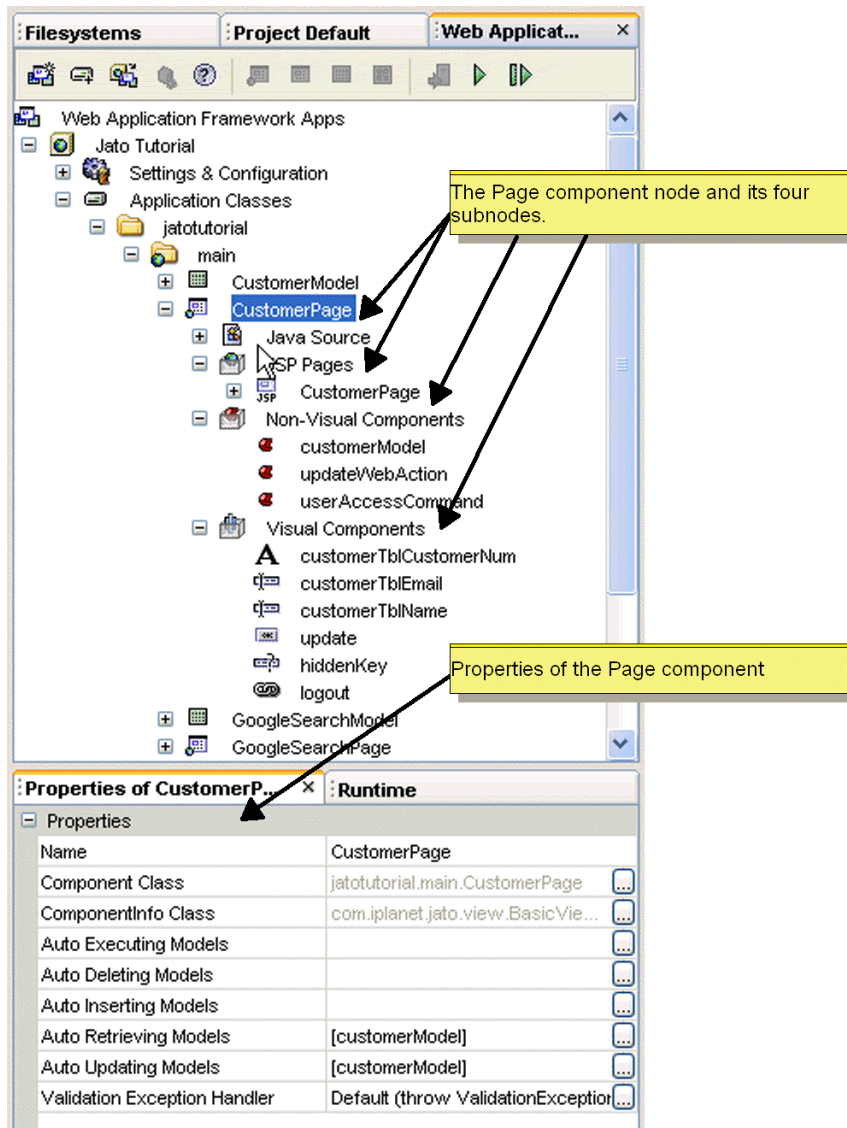 Filesystems
Project Default
Web Applicat...
Web Application Framework Apps
Jato Tutorial
Settings & Configuration
Application Classes
The Page component node and its four
subnodes.
jatotutorial
main
CustomerModel
CustomerPage
Java Source
SP Pages
JSP
CustomerPage
Non-Visual Components
customerModel
updateWebAction
userAccessCommand
Visual Components
A
customerTblCustomerNum
customerTblEmail
customerTblName
update
hiddenKey
Properties of the Page component
logout
GoogleSearchModel
GoogleSearchPage
Properties of CustomerP...
Runtime
Properties
Name CustomerPage
Component Class jatotutorial.main.CustomerPage ...
ComponentInfo Class com.iplanet.jato.view.BasicVie... ...
Auto Executing Models ...
Auto Deleting Models ...
Auto Inserting Models ...
Auto Retrieving Models [customerModel] ...
Auto Updating Models [customerModel] ...
Validation Exception Handler Default (throw ValidationException ...